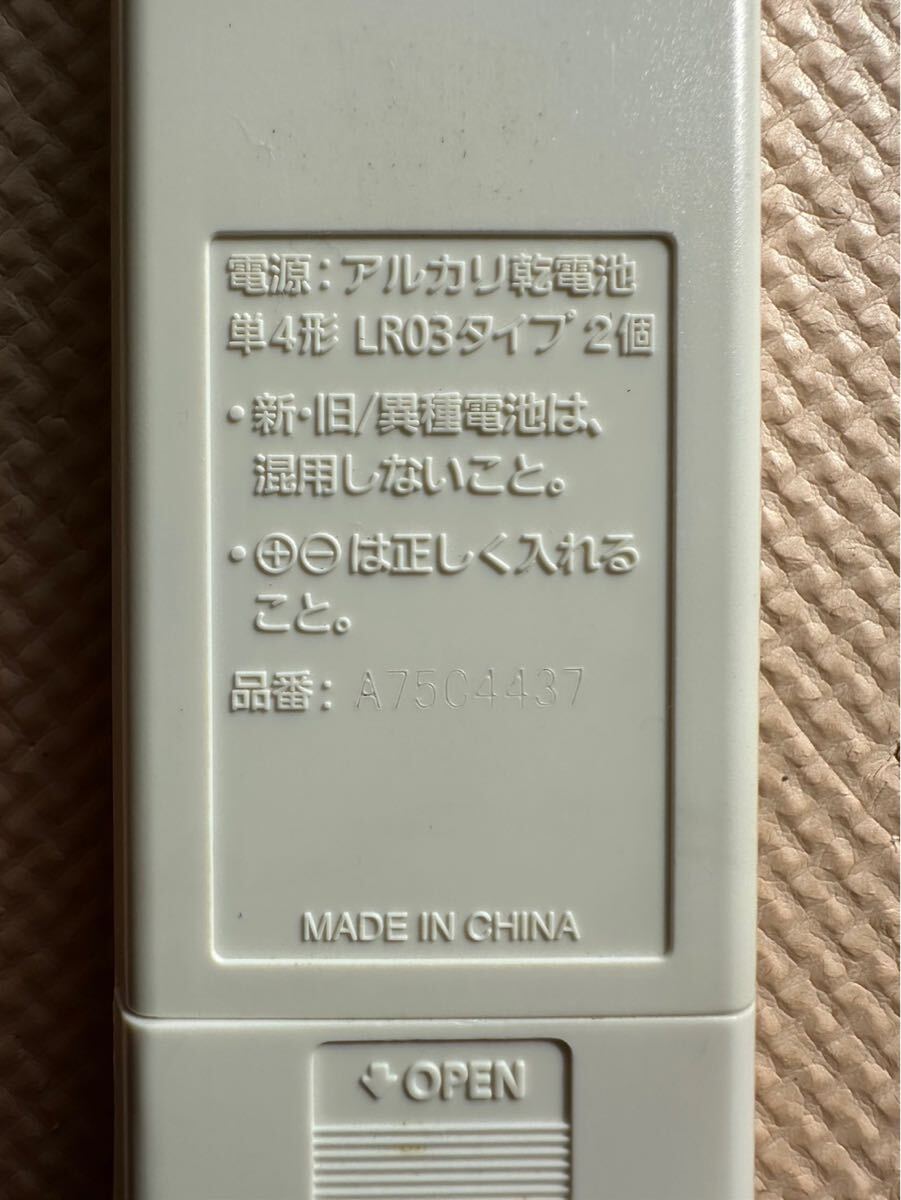 電源：アルカリ乾電池
単4形 LR03タイプ 2個
・新・旧/異種電池は、
混用しないこと。
・⊕⊖は正しく入れる
こと。
品番：A75C4437
MADE IN CHINA
OPEN